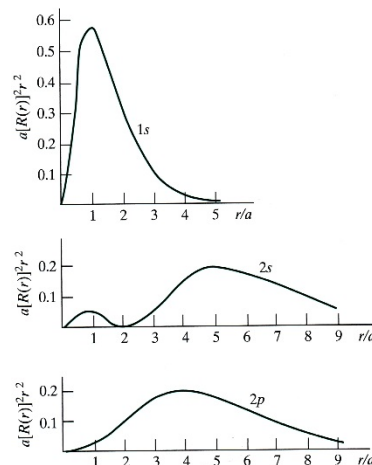 a[R(r)]²r²
0.6
0.5
0.4
0.3
0.2
0.1
1s
1 2 3 4 5 r/a
a[R(r)]²r²
0.2
0.1
2s
1 2 3 4 5 6 7 8 9 r/a
a[R(r)]²r²
0.2
0.1
2p
1 2 3 4 5 6 7 8 9 r/a